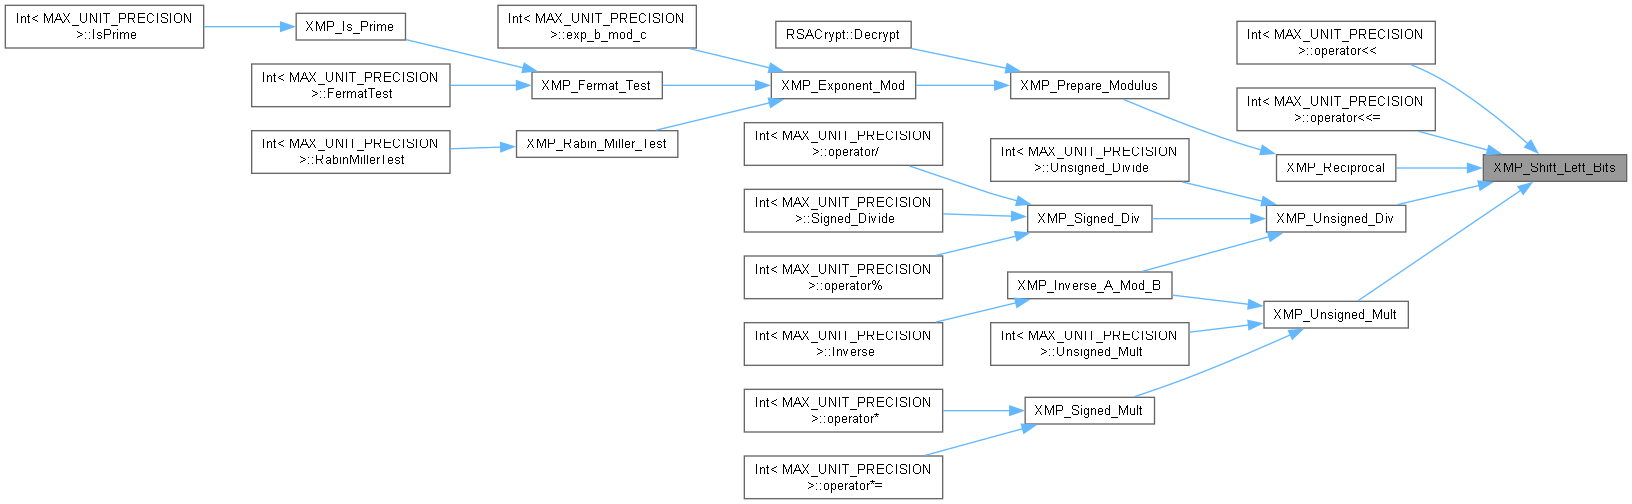 Int< MAX_UNIT_PRECISION
>::IsPrime
XMP_Is_Prime
Int< MAX_UNIT_PRECISION
>::FermatTest
Int< MAX_UNIT_PRECISION
>::RabinMillerTest
Int< MAX_UNIT_PRECISION
>::exp_b_mod_c
XMP_Fermat_Test
XMP_Rabin_Miller_Test
RSACrypt::Decrypt
XMP_Exponent_Mod
Int< MAX_UNIT_PRECISION
>::operator/
Int< MAX_UNIT_PRECISION
>::Signed_Divide
Int< MAX_UNIT_PRECISION
>::operator%
Int< MAX_UNIT_PRECISION
>::Inverse
Int< MAX_UNIT_PRECISION
>::operator*
Int< MAX_UNIT_PRECISION
>::operator*=
XMP_Prepare_Modulus
Int< MAX_UNIT_PRECISION
>::Unsigned_Divide
XMP_Signed_Div
XMP_Inverse_A_Mod_B
Int< MAX_UNIT_PRECISION
>::Unsigned_Mult
XMP_Signed_Mult
Int< MAX_UNIT_PRECISION
>::operator<<
Int< MAX_UNIT_PRECISION
>::operator<<=
XMP_Reciprocal
XMP_Unsigned_Div
XMP_Unsigned_Mult
XMP_Shift_Left_Bits